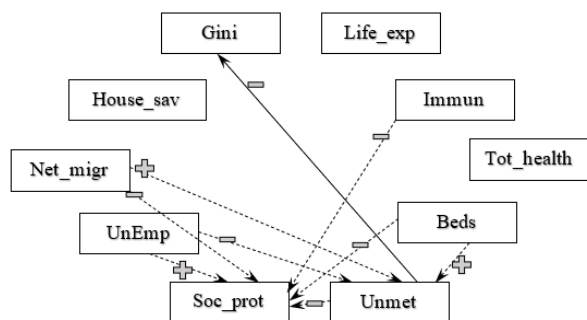 Gini
Life_exp
House_sav
Immun
Net_migr
Tot_health
UnEmp
Beds
Soc_prot
Unmet